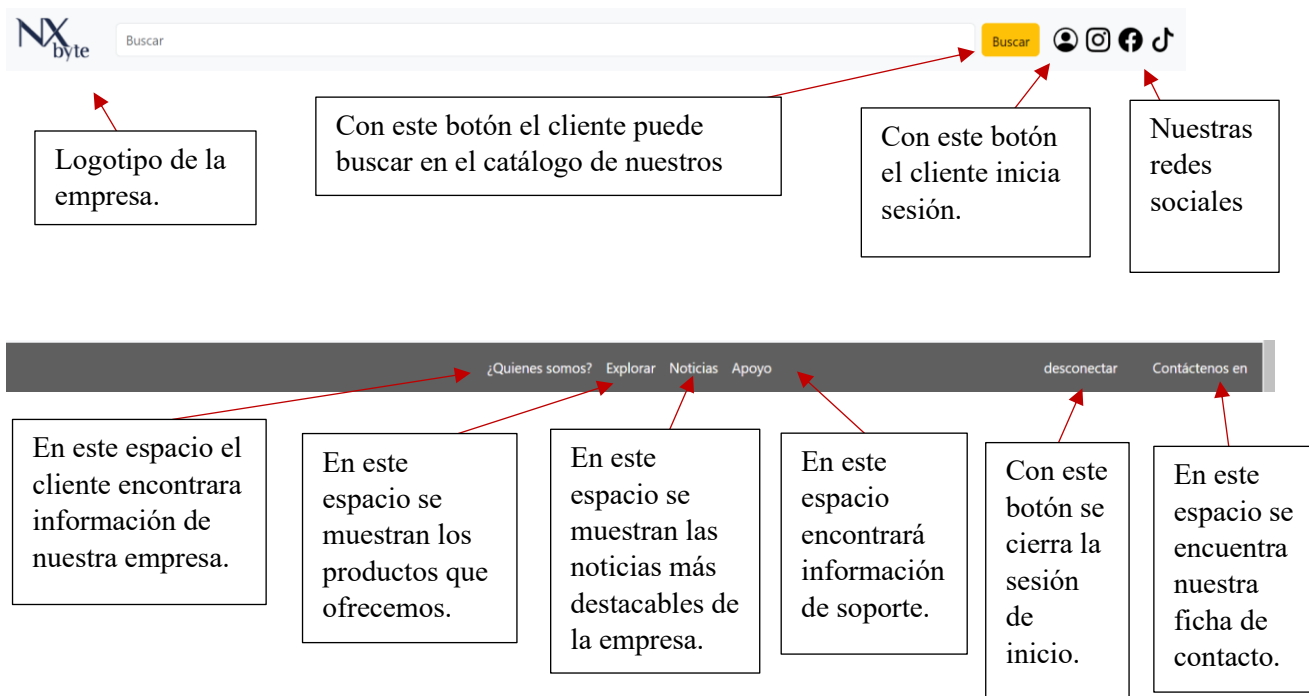 NX
byte
Buscar
Buscar
Logotipo de la
empresa.
Con este botón el cliente puede
buscar en el catálogo de nuestros
Con este botón
el cliente inicia
sesión.
Nuestras
redes
sociales
¿Quienes somos? Explorar Noticias Apoyo desconectar Contáctenos en
En este espacio el
cliente encontrara
información de
nuestra empresa.
En este
espacio se
muestran los
productos que
ofrecemos.
En este
espacio se
muestran las
noticias más
destacables de
la empresa.
En este
espacio
encontrará
información
de soporte.
Con este
botón se
cierra la
sesión
de
inicio.
En este
espacio se
encuentra
nuestra
ficha de
contacto.